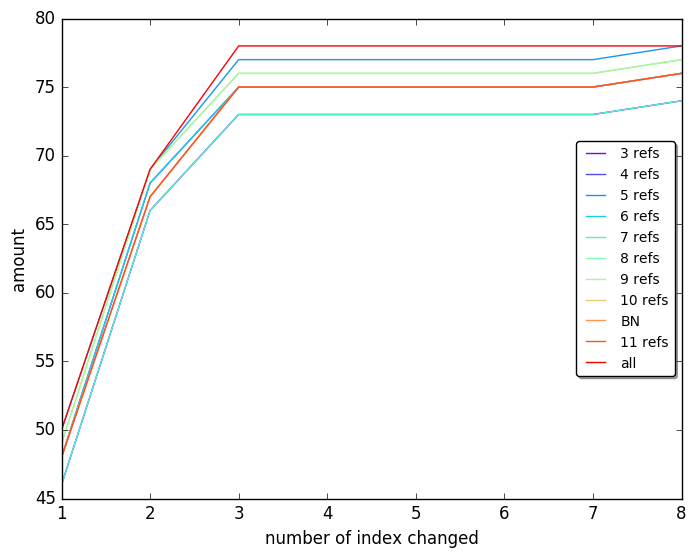 80
75
70
65
60
55
50
45
amount
1 2 3 4 5 6 7 8
number of index changed
3 refs
4 refs
5 refs
6 refs
7 refs
8 refs
9 refs
10 refs
BN
11 refs
all